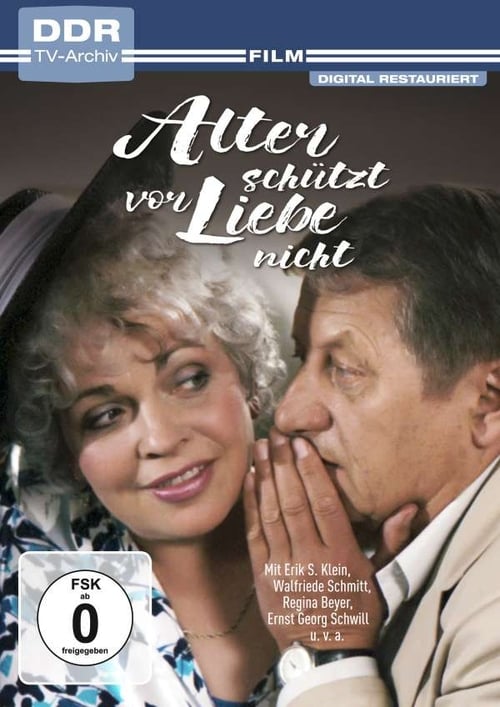 DDR
TV-Archiv
FILM
DIGITAL RESTAURIERT
Alter
schützt
vor Liebe
nicht
Mit Erik S. Klein,
Walfriede Schmitt,
Regina Beyer,
Ernst Georg Schwill
u. v. a.
FSK
ab
0
freigegeben